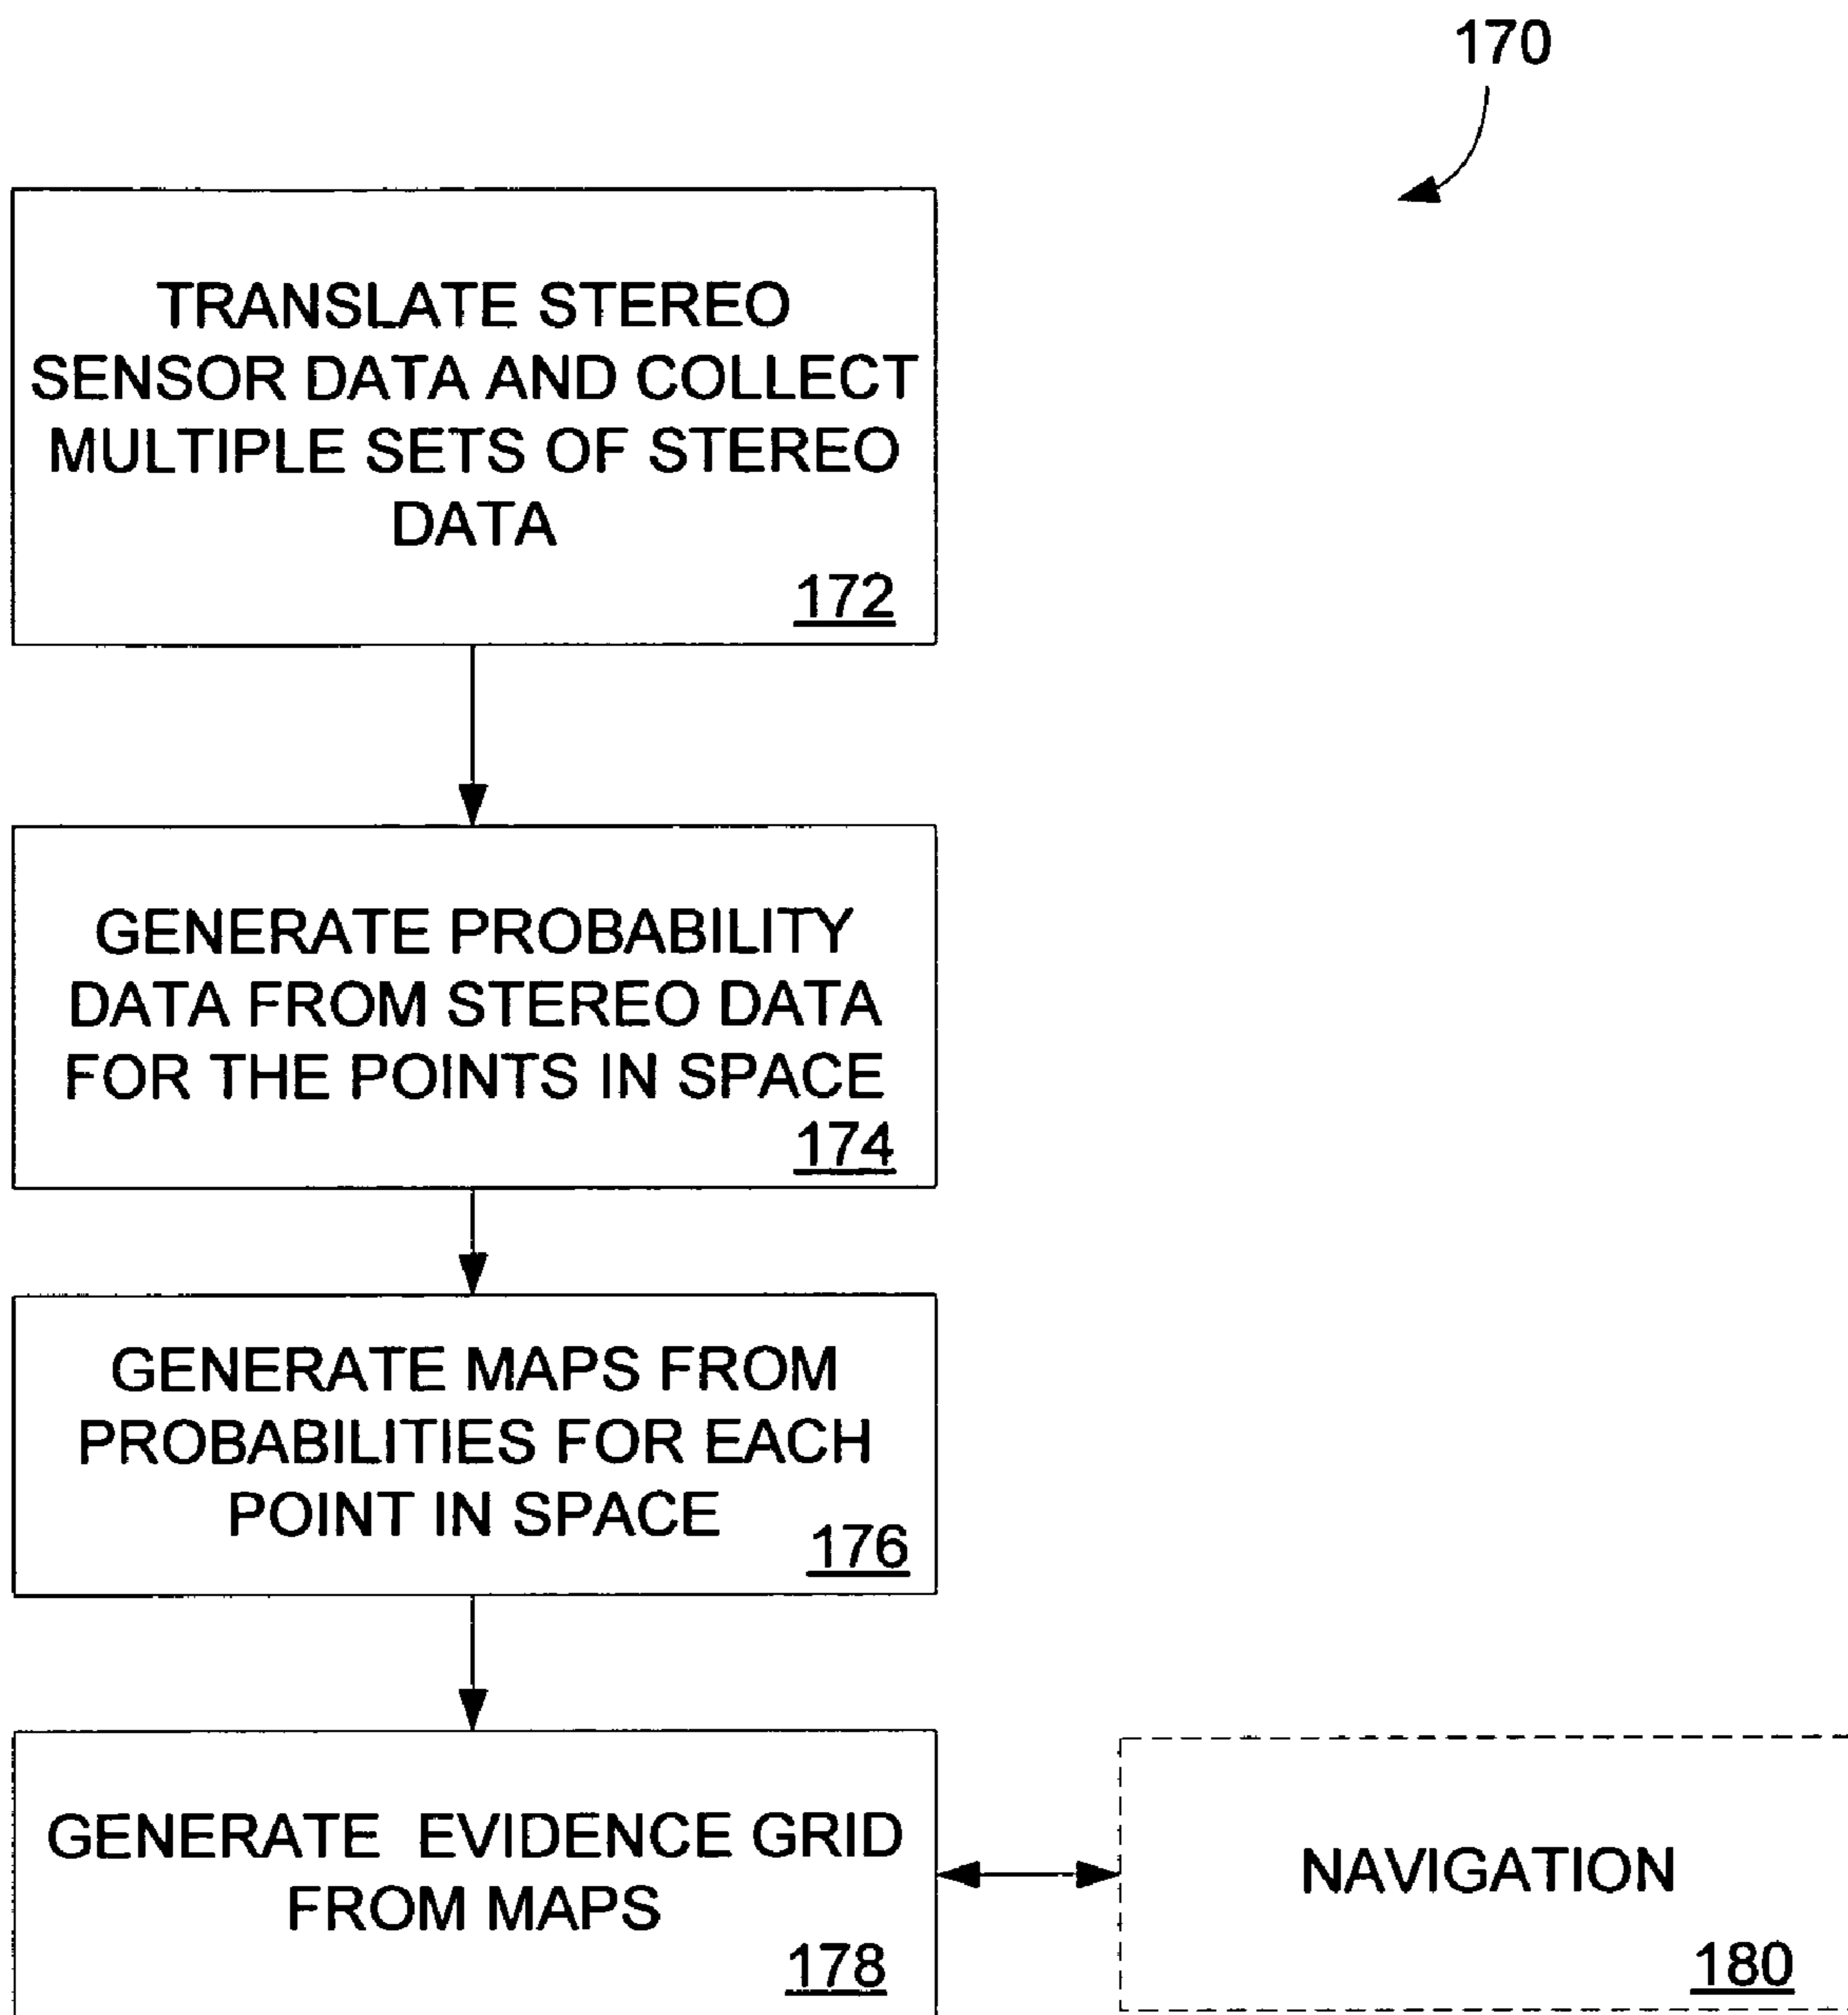 170
TRANSLATE STEREO
SENSOR DATA AND COLLECT
MULTIPLE SETS OF STEREO
DATA
172
GENERATE PROBABILITY
DATA FROM STEREO DATA
FOR THE POINTS IN SPACE
174
GENERATE MAPS FROM
PROBABILITIES FOR EACH
POINT IN SPACE
176
GENERATE EVIDENCE GRID
FROM MAPS
178
NAVIGATION
180